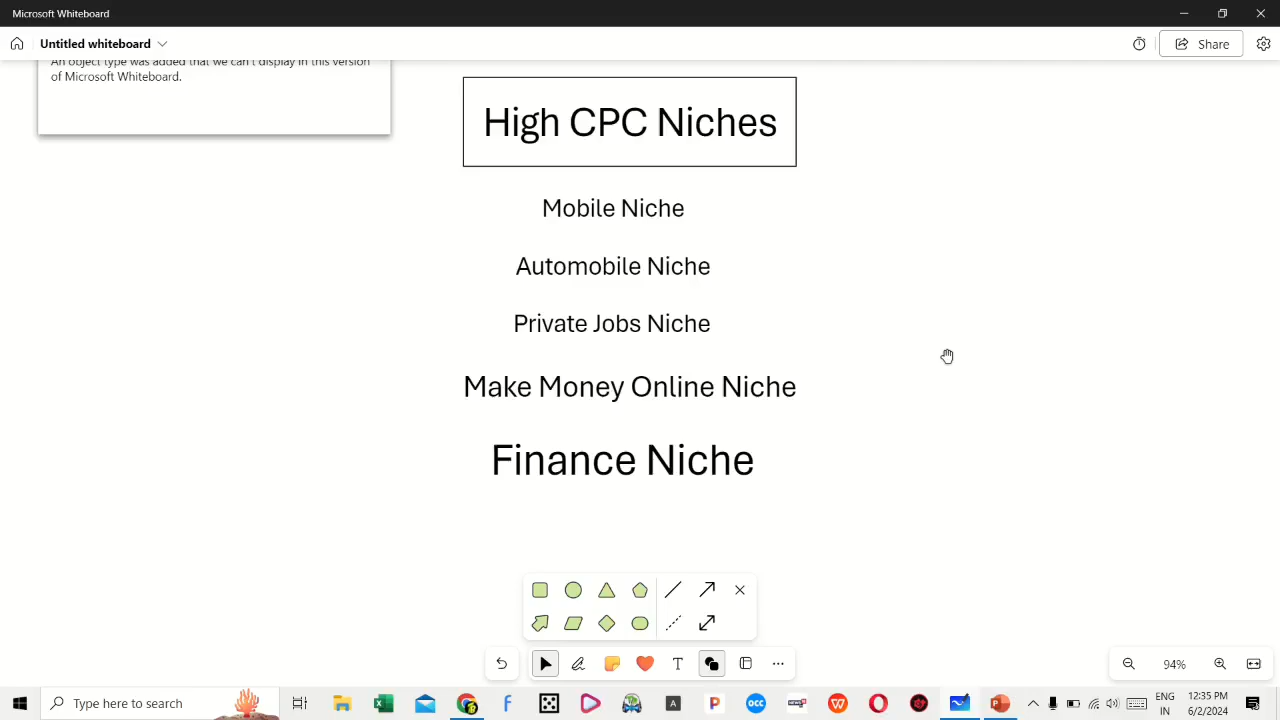 Microsoft Whiteboard
Untitled whiteboard
Share
An object type was added that we can't display in this version
of Microsoft Whiteboard.
High CPC Niches
Mobile Niche
Automobile Niche
Private Jobs Niche
Make Money Online Niche
Finance Niche
94%
Type here to search
ENG
IN
12:35 PM
6/2/2024